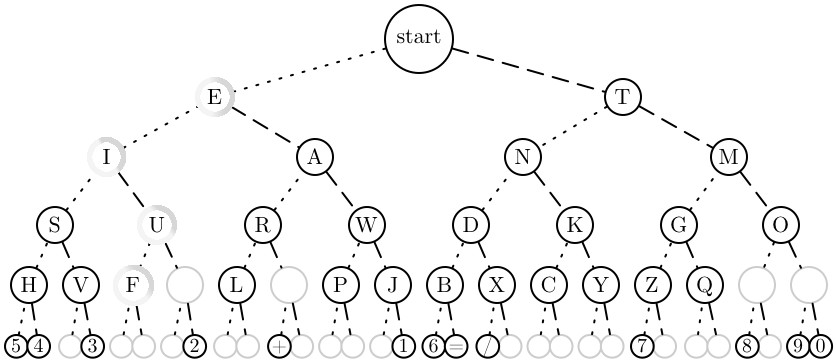 start
E T
I A N M
S U R W D K G O
H V F L P J B X C Y Z Q
5 4 3 2 + 1 6 = / 7 8 9 0